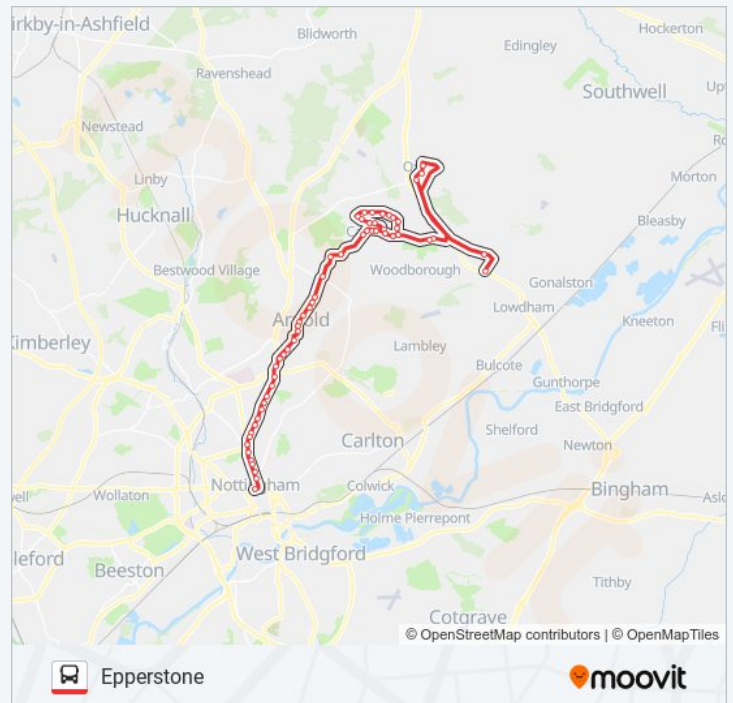 Kirkby-in-Ashfield
Blidworth
Hockerton
Edingley
Ravenshead
Southwell
Newstead
Morton
Linby
Hucknall
Bleasby
Bestwood Village
Woodborough
Gonalston
Lowdham
Arnold
Kneeton
Kimberley
Lambley
Bulcote
Gunthorpe
East Bridgford
Shelford
Carlton
Newton
Nottingham
Colwick
Bingham
Wollaton
Holme Pierrepont
West Bridgford
Beeston
Tithby
Cotgrave
© OpenStreetMap contributors | © OpenMapTiles
Epperstone
moovit